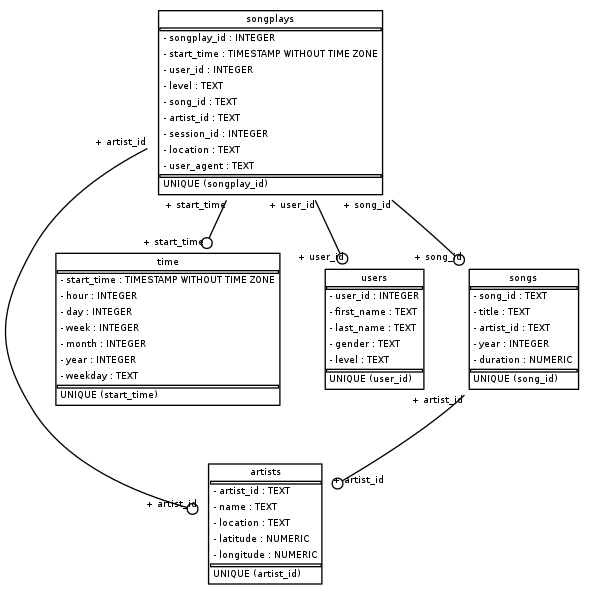 songplays
- songplay_id : INTEGER
- start_time : TIMESTAMP WITHOUT TIME ZONE
- user_id : INTEGER
- level : TEXT
- song_id : TEXT
- artist_id : TEXT
- session_id : INTEGER
- location : TEXT
- user_agent : TEXT
UNIQUE (songplay_id)
+ artist_id
+ start_time
+ user_id
+ song_id
+ start_time
+ user_id
+ song_id
time
- start_time : TIMESTAMP WITHOUT TIME ZONE
- hour : INTEGER
- day : INTEGER
- week : INTEGER
- month : INTEGER
- year : INTEGER
- weekday : TEXT
UNIQUE (start_time)
users
- user_id : INTEGER
- first_name : TEXT
- last_name : TEXT
- gender : TEXT
- level : TEXT
UNIQUE (user_id)
songs
- song_id : TEXT
- title : TEXT
- artist_id : TEXT
- year : INTEGER
- duration : NUMERIC
UNIQUE (song_id)
+ artist_id
+ artist_id
+ artist_id
artists
- artist_id : TEXT
- name : TEXT
- location : TEXT
- latitude : NUMERIC
- longitude : NUMERIC
UNIQUE (artist_id)